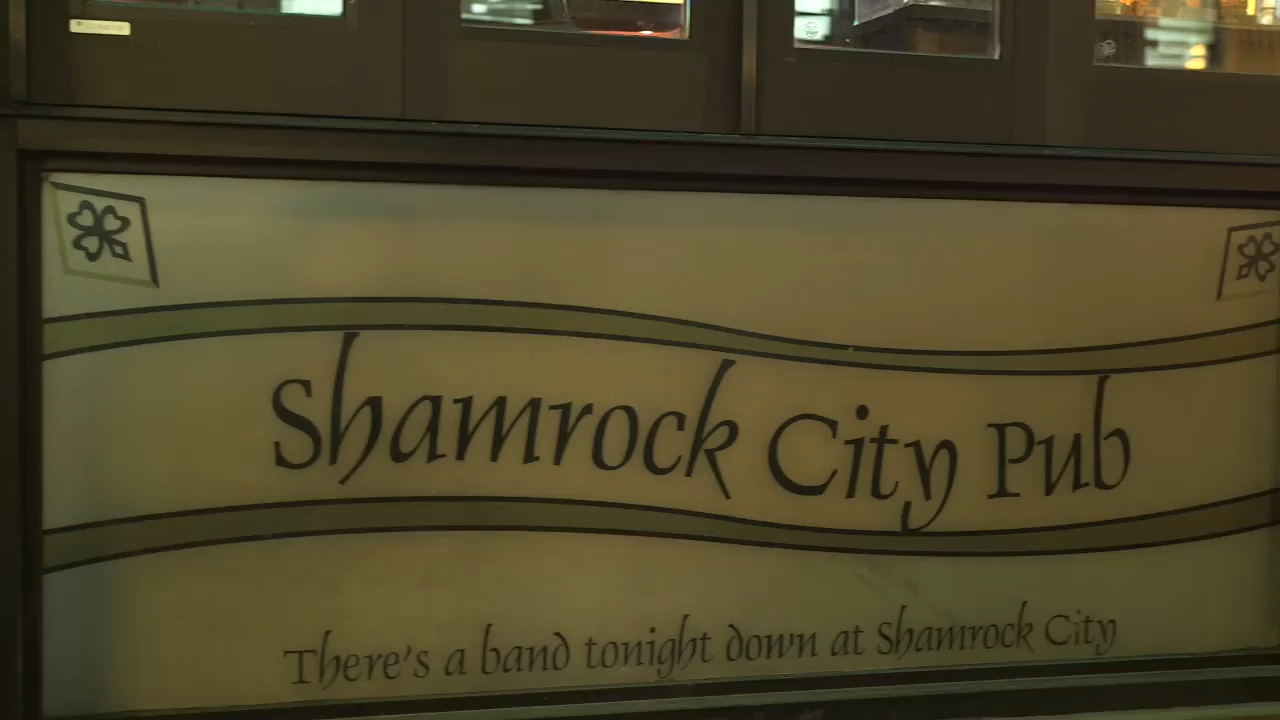 Shamrock City Pub
There's a band tonight down at Shamrock City